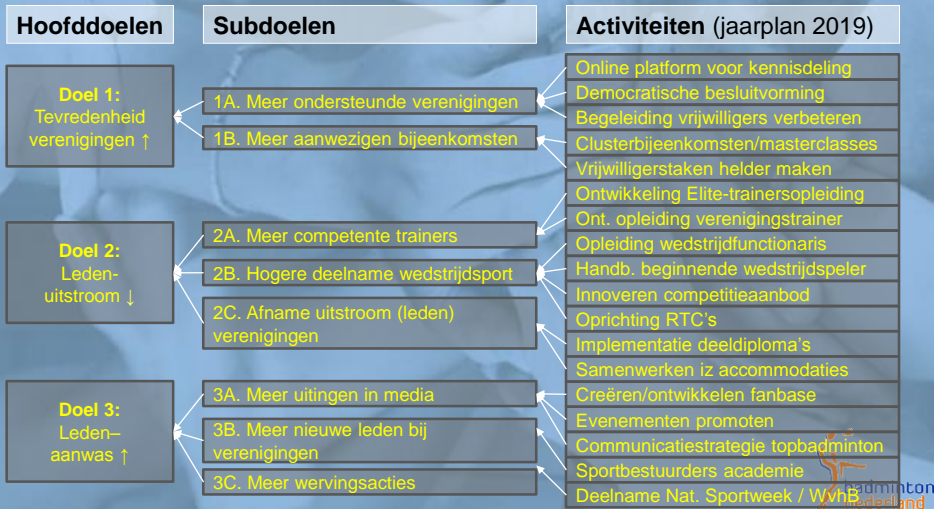 Hoofddoelen
Subdoelen
Activiteiten (jaarplan 2019)
Doel 1:
Tevredenheid
verenigingen ↑
1A. Meer ondersteunde verenigingen
1B. Meer aanwezigen bijeenkomsten
Online platform voor kennisdeling
Democratische besluitvorming
Begeleiding vrijwilligers verbeteren
Clusterbijeenkomsten/masterclasses
Vrijwilligerstaken helder maken
Doel 2:
Leden-
uitstroom ↓
2A. Meer competente trainers
2B. Hogere deelname wedstrijdsport
2C. Afname uitstroom (leden)
verenigingen
Ontwikkeling Elite-trainersopleiding
Ont. opleiding verenigingstrainer
Opleiding wedstrijdfunctionaris
Handb. beginnende wedstrijdspeler
Innoveren competitieaanbod
Oprichting RTC's
Implementatie deeldiploma's
Samenwerken iz accommodaties
Doel 3:
Leden–
aanwas ↑
3A. Meer uitingen in media
3B. Meer nieuwe leden bij
verenigingen
3C. Meer wervingsacties
Creëren/ontwikkelen fanbase
Evenementen promoten
Communicatiestrategie topbadminton
Sportbestuurders academie
Deelname Nat. Sportweek / WvhB
badminton
nederland